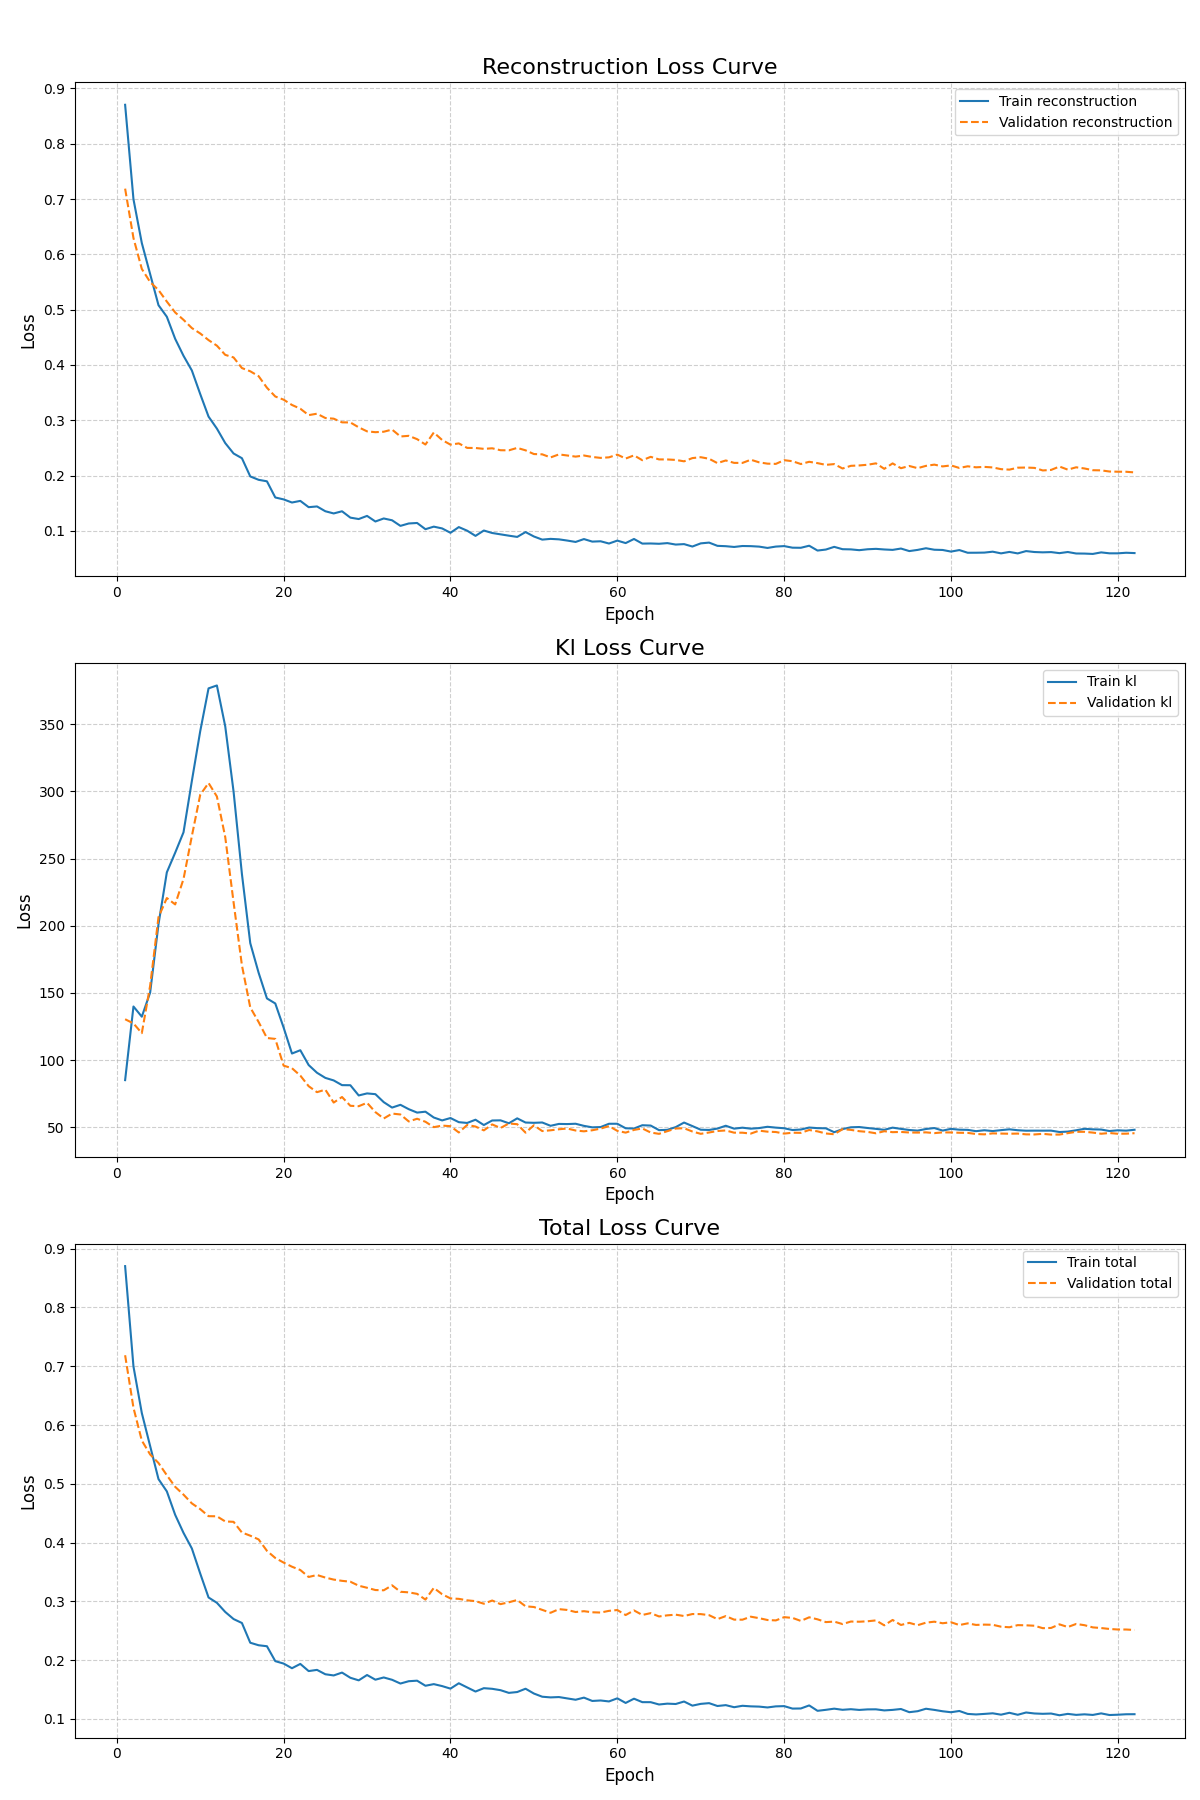 Reconstruction Loss Curve
Train reconstruction
Validation reconstruction
0.9
0.8
0.7
0.6
0.5
0.4
0.3
0.2
0.1
Loss
0 20 40 60 80 100 120
Epoch
Kl Loss Curve
Train kl
Validation kl
350
300
250
200
150
100
50
Loss
0 20 40 60 80 100 120
Epoch
Total Loss Curve
Train total
Validation total
0.9
0.8
0.7
0.6
0.5
0.4
0.3
0.2
0.1
Loss
0 20 40 60 80 100 120
Epoch